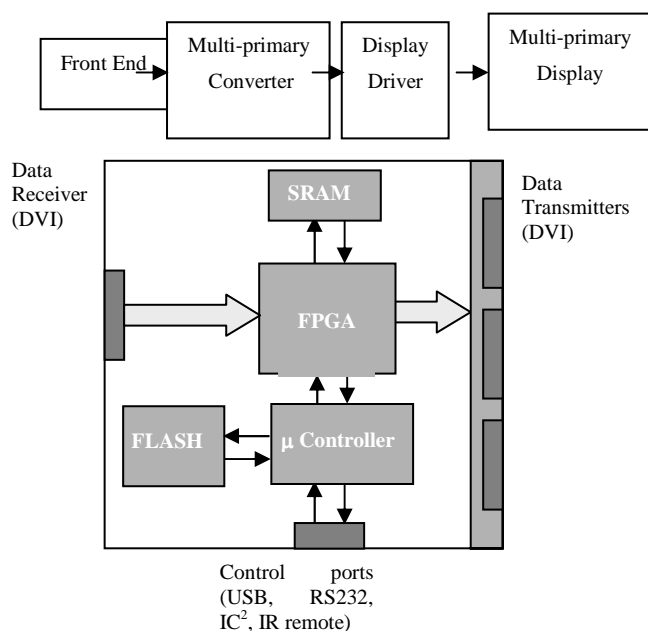 Front End
Multi-primary
Converter
Display
Driver
Multi-primary
Display
Data
Receiver
(DVI)
SRAM
Data
Transmitters
(DVI)
FPGA
FLASH
µ Controller
Control ports
(USB, RS232,
IC², IR remote)